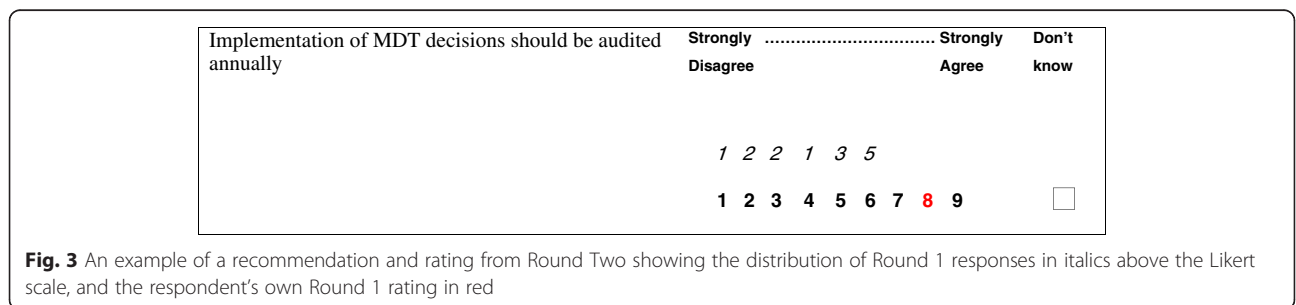 Implementation of MDT decisions should be audited Strongly ................................. Strongly Don't
annually Disagree Agree know
1 2 2 1 3 5
1 2 3 4 5 6 7 8 9
Fig. 3 An example of a recommendation and rating from Round Two showing the distribution of Round 1 responses in italics above the Likert
scale, and the respondent's own Round 1 rating in red